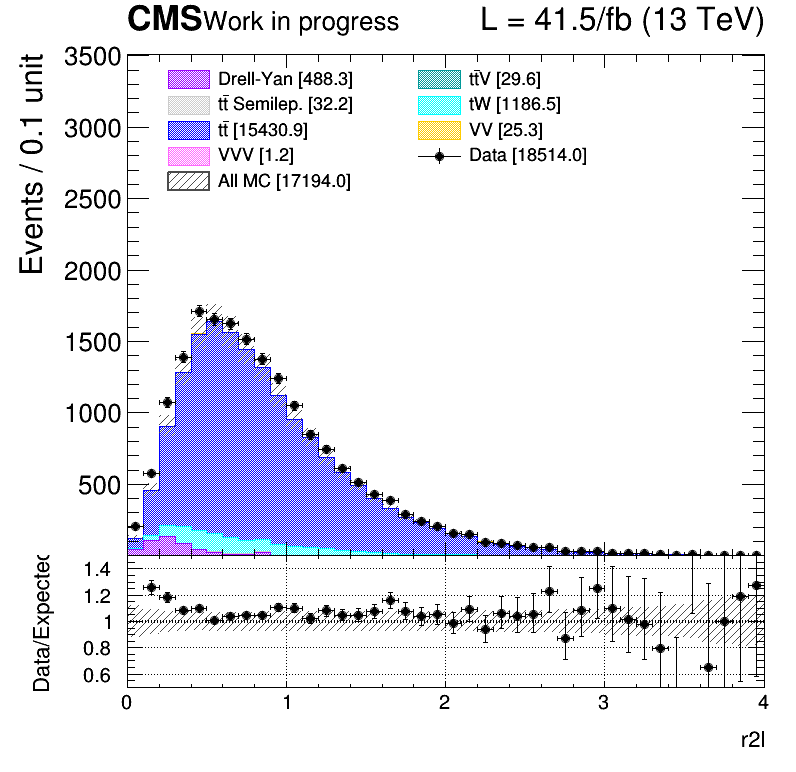 CMS Work in progress L = 41.5/fb (13 TeV)
Events / 0.1 unit
3500
3000
2500
2000
1500
1000
500
Drell-Yan [488.3]
tt̄ Semilep. [32.2]
tt̄ [15430.9]
VVV [1.2]
All MC [17194.0]
tt̄V [29.6]
tW [1186.5]
VV [25.3]
Data [18514.0]
Data/Expected
1.4
1.2
1
0.8
0.6
0 1 2 3 4
r2l